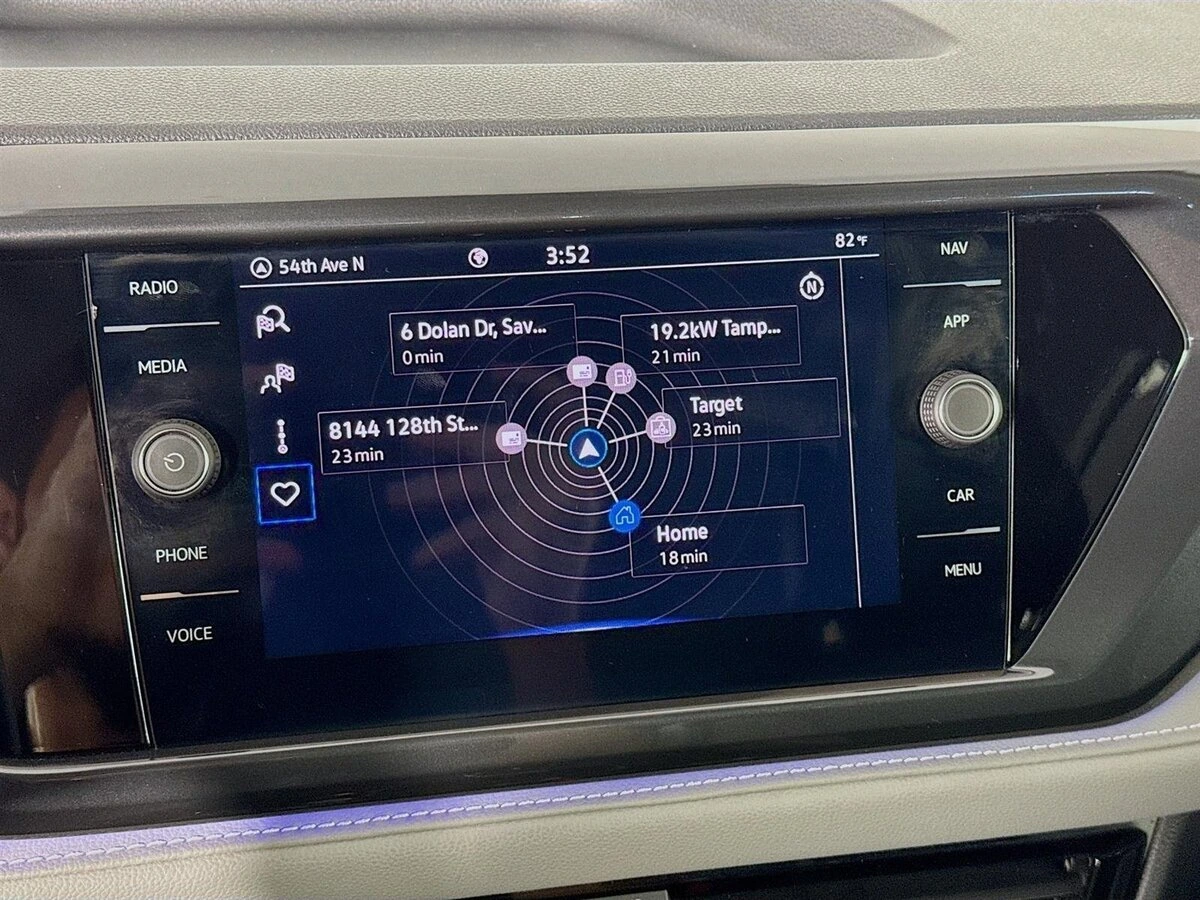 RADIO
MEDIA
PHONE
VOICE
54th Ave N
3:52
82°F
N
6 Dolan Dr, Sav...
0 min
19.2kW Tamp...
21 min
8144 128th St...
23 min
Target
23 min
Home
18 min
NAV
APP
CAR
MENU